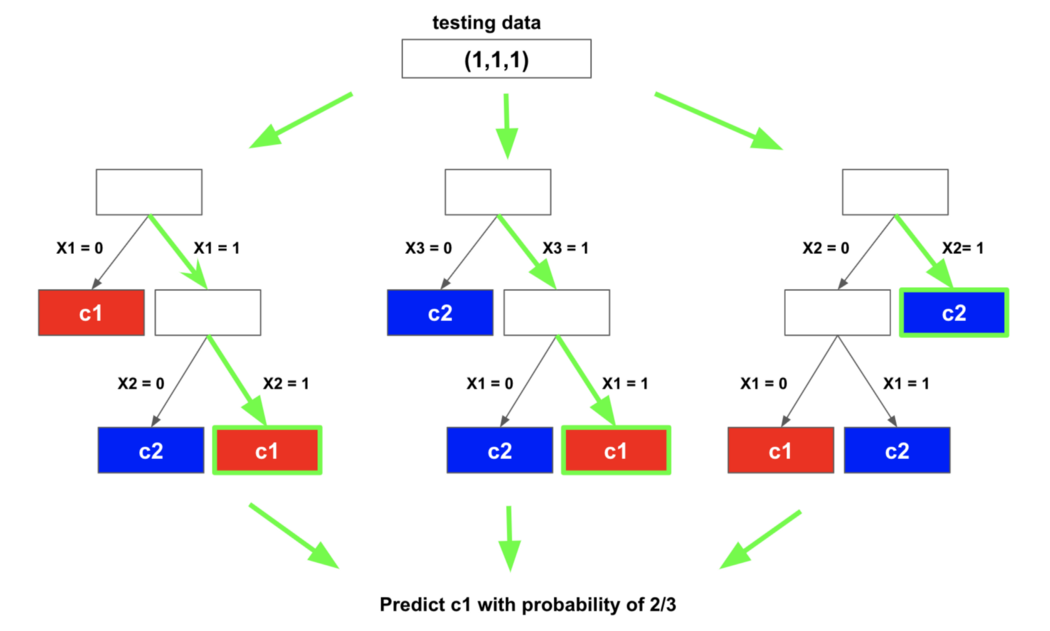 testing data
(1,1,1)
X1 = 0
X1 = 1
X3 = 0
X3 = 1
X2 = 0
X2= 1
c1
c2
c2
X2 = 0
X2 = 1
X1 = 0
X1 = 1
X1 = 0
X1 = 1
c2
c1
c2
c1
c1
c2
Predict c1 with probability of 2/3